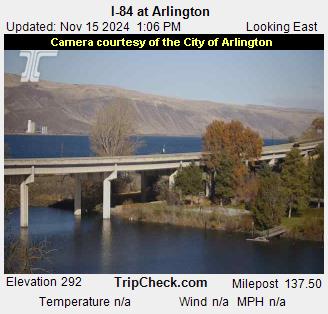 I-84 at Arlington
Updated: Nov 15 2024 1:06 PM Looking East
Camera courtesy of the City of Arlington
Elevation 292 TripCheck.com Milepost 137.50
Temperature n/a Wind n/a MPH n/a